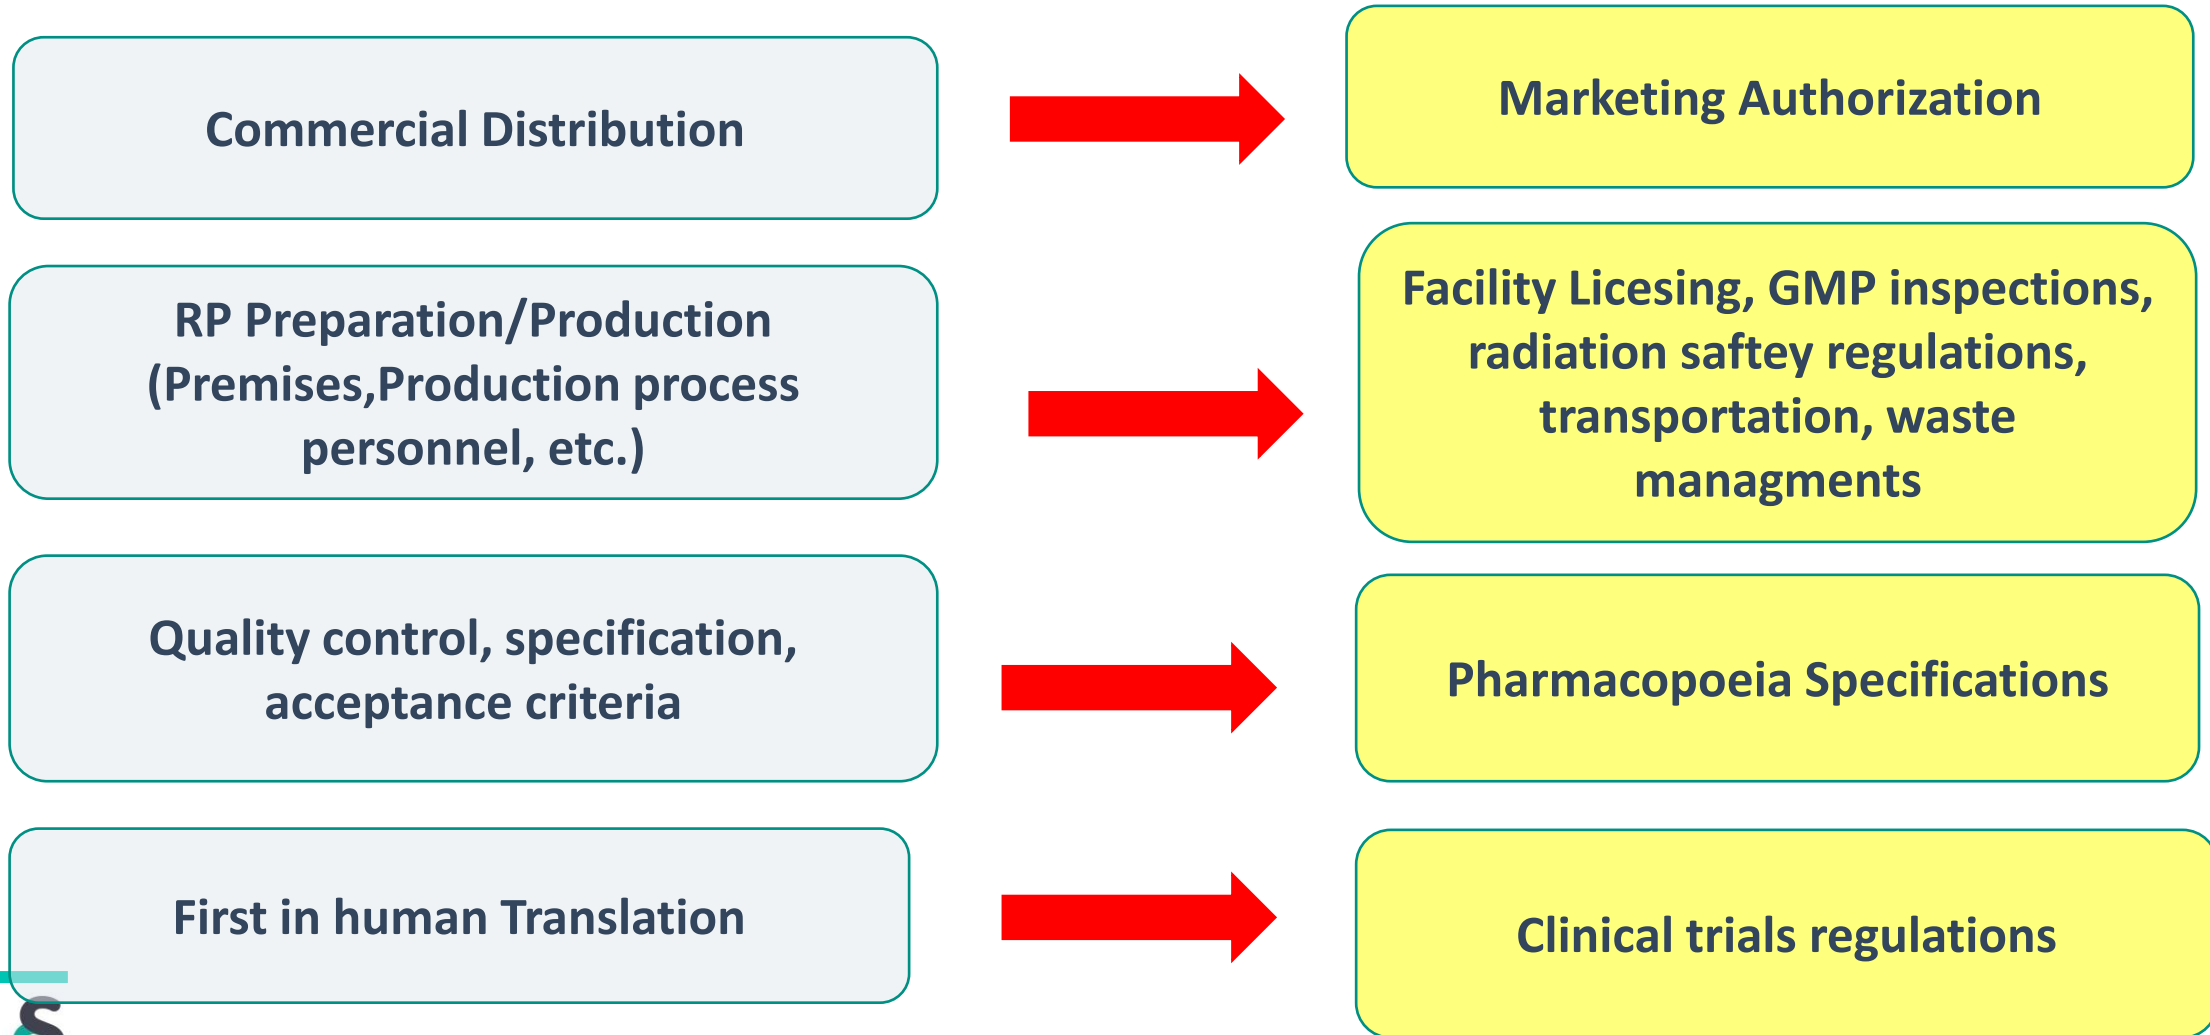 Commercial Distribution
Marketing Authorization
RP Preparation/Production
(Premises,Production process
personnel, etc.)
Facility Licesing, GMP inspections,
radiation saftey regulations,
transportation, waste
managments
Quality control, specification,
acceptance criteria
Pharmacopoeia Specifications
First in human Translation
Clinical trials regulations